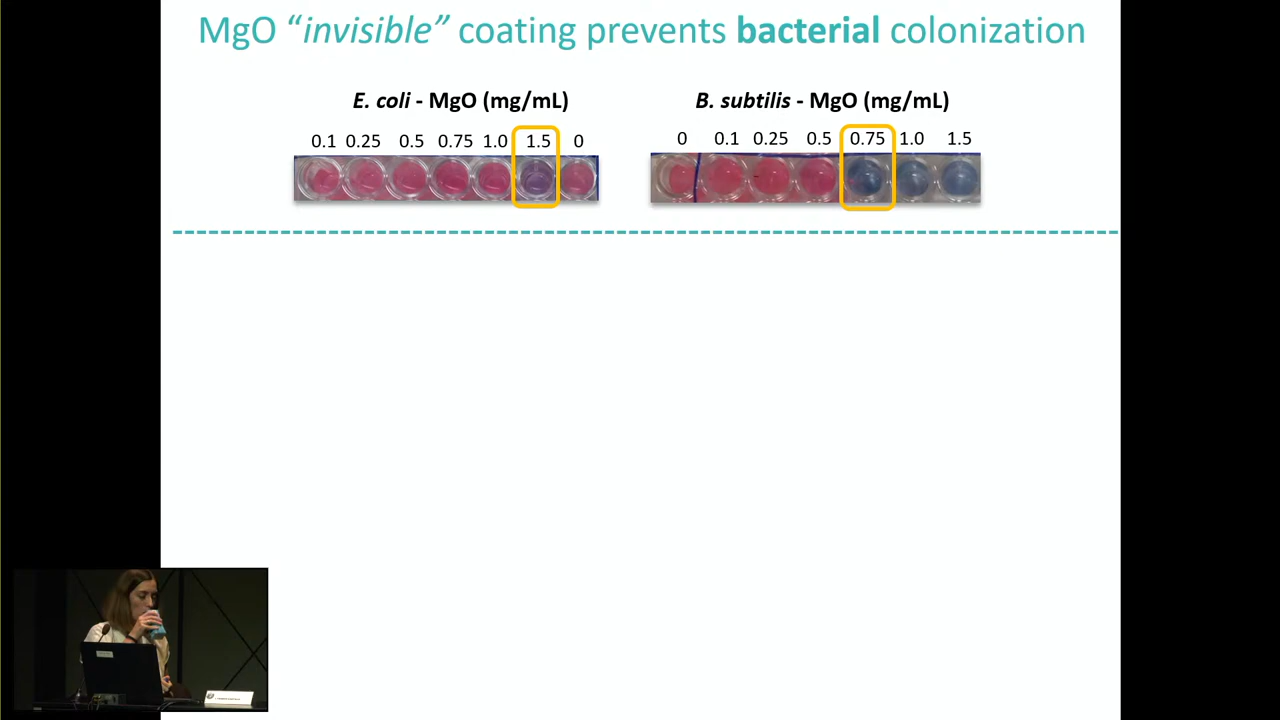 MgO “invisible” coating prevents bacterial colonization
E. coli - MgO (mg/mL)
0.1 0.25 0.5 0.75 1.0 1.5 0
B. subtilis - MgO (mg/mL)
0 0.1 0.25 0.5 0.75 1.0 1.5